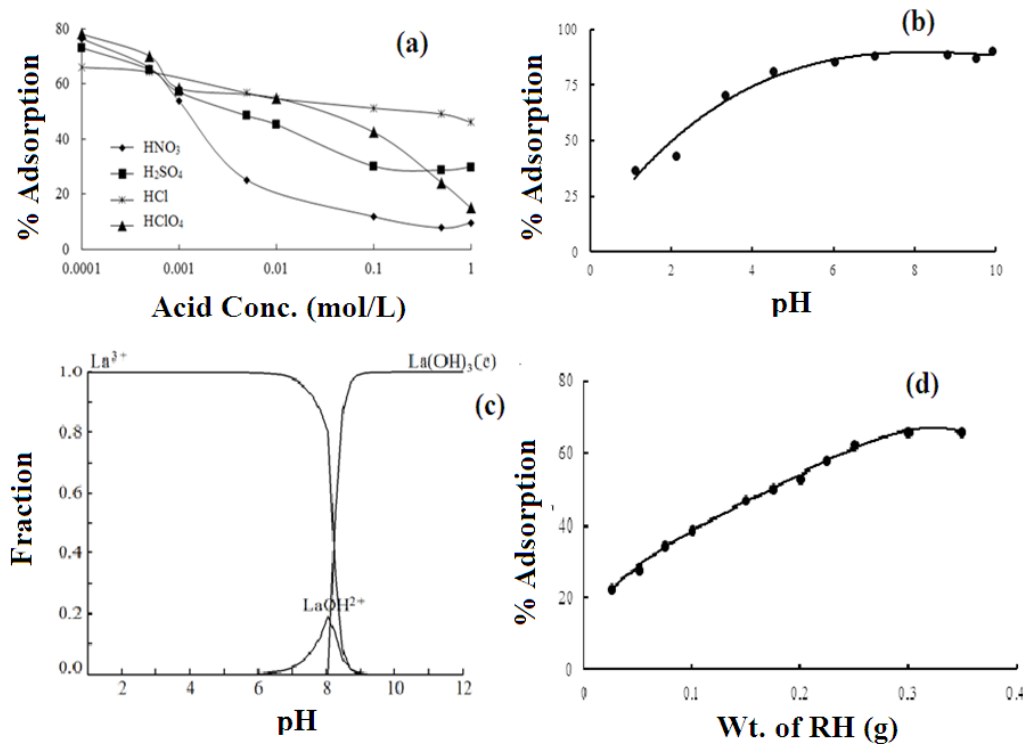 (a)
% Adsorption
80
60
40
20
0
HNO₃
H₂SO₄
HCl
HClO₄
0.0001 0.001 0.01 0.1 1
Acid Conc. (mol/L)
(b)
% Adsorption
100
75
50
25
0
0 2 4 6 8 10
pH
(c)
Fraction
La³⁺
La(OH)₃(c)
1.0
0.8
0.6
0.4
0.2
0.0
LaOH²⁺
2 4 6 8 10 12
pH
(d)
% Adsorption
80
60
40
20
0
0 0.1 0.2 0.3 0.4
Wt. of RH (g)